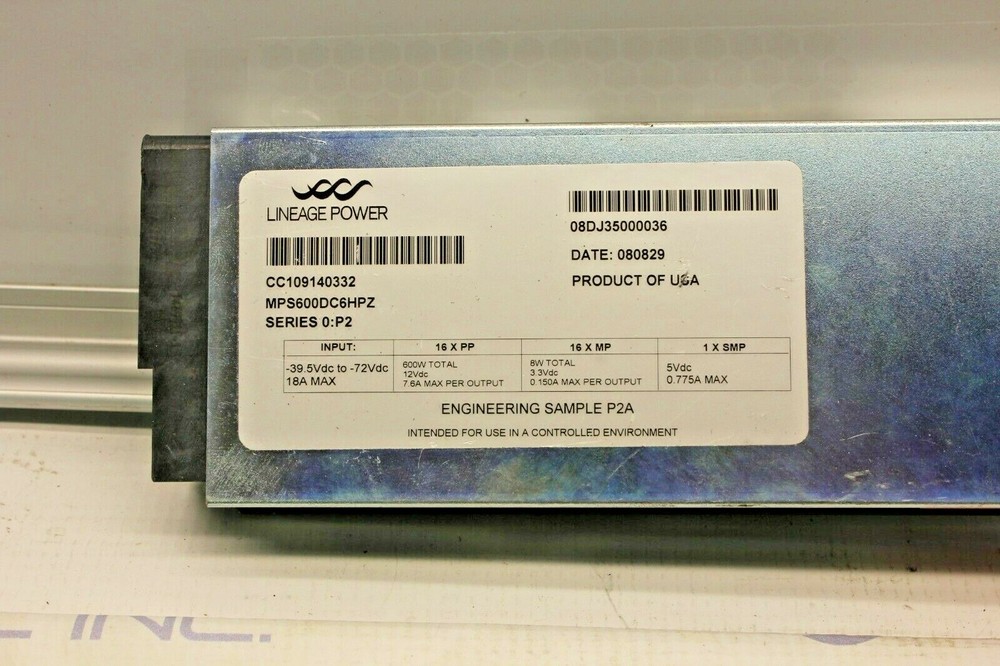 LINEAGE POWER
CC109140332
MPS600DC6HPZ
SERIES 0:P2
08DJ35000036
DATE: 080829
PRODUCT OF USA
INPUT: 16 X PP 16 X MP 1 X SMP
-39.5Vdc to -72Vdc
18A MAX
600W TOTAL
12Vdc
7.6A MAX PER OUTPUT
8W TOTAL
3.3Vdc
0.150A MAX PER OUTPUT
5Vdc
0.775A MAX
ENGINEERING SAMPLE P2A
INTENDED FOR USE IN A CONTROLLED ENVIRONMENT
INC.